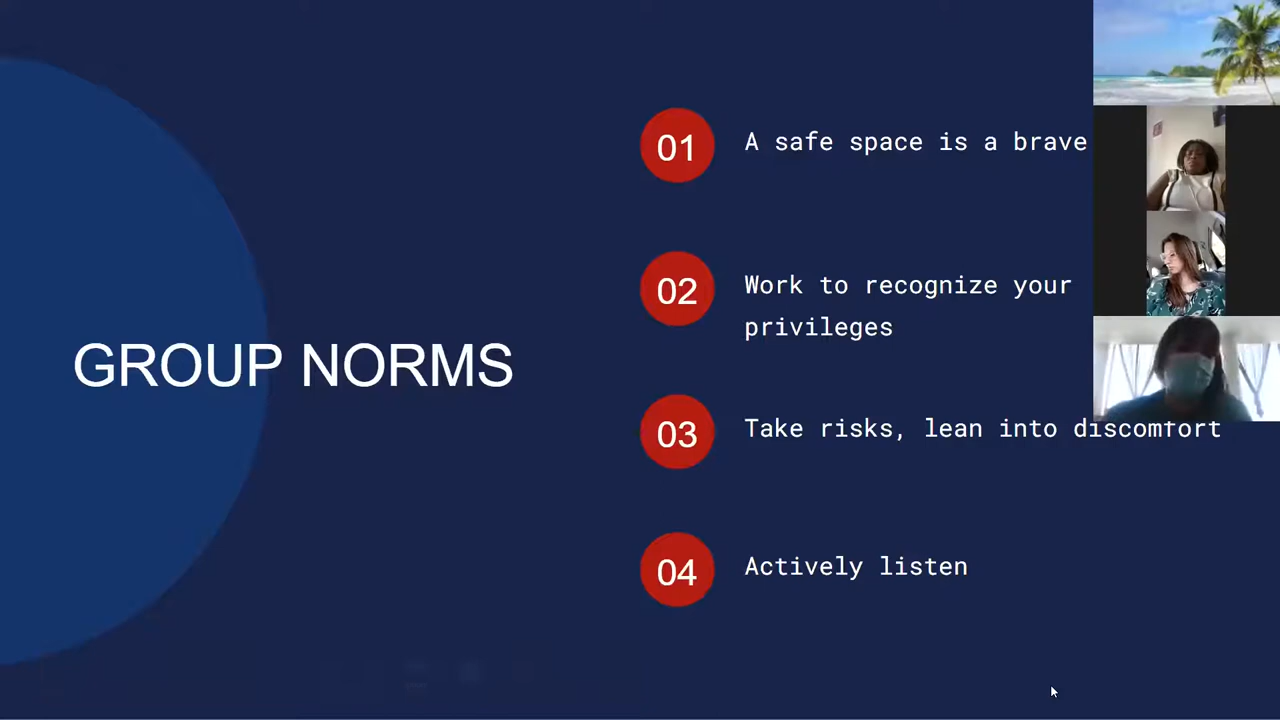 GROUP NORMS
01
A safe space is a brave
02
Work to recognize your
privileges
03
Take risks, lean into discomfort
04
Actively listen